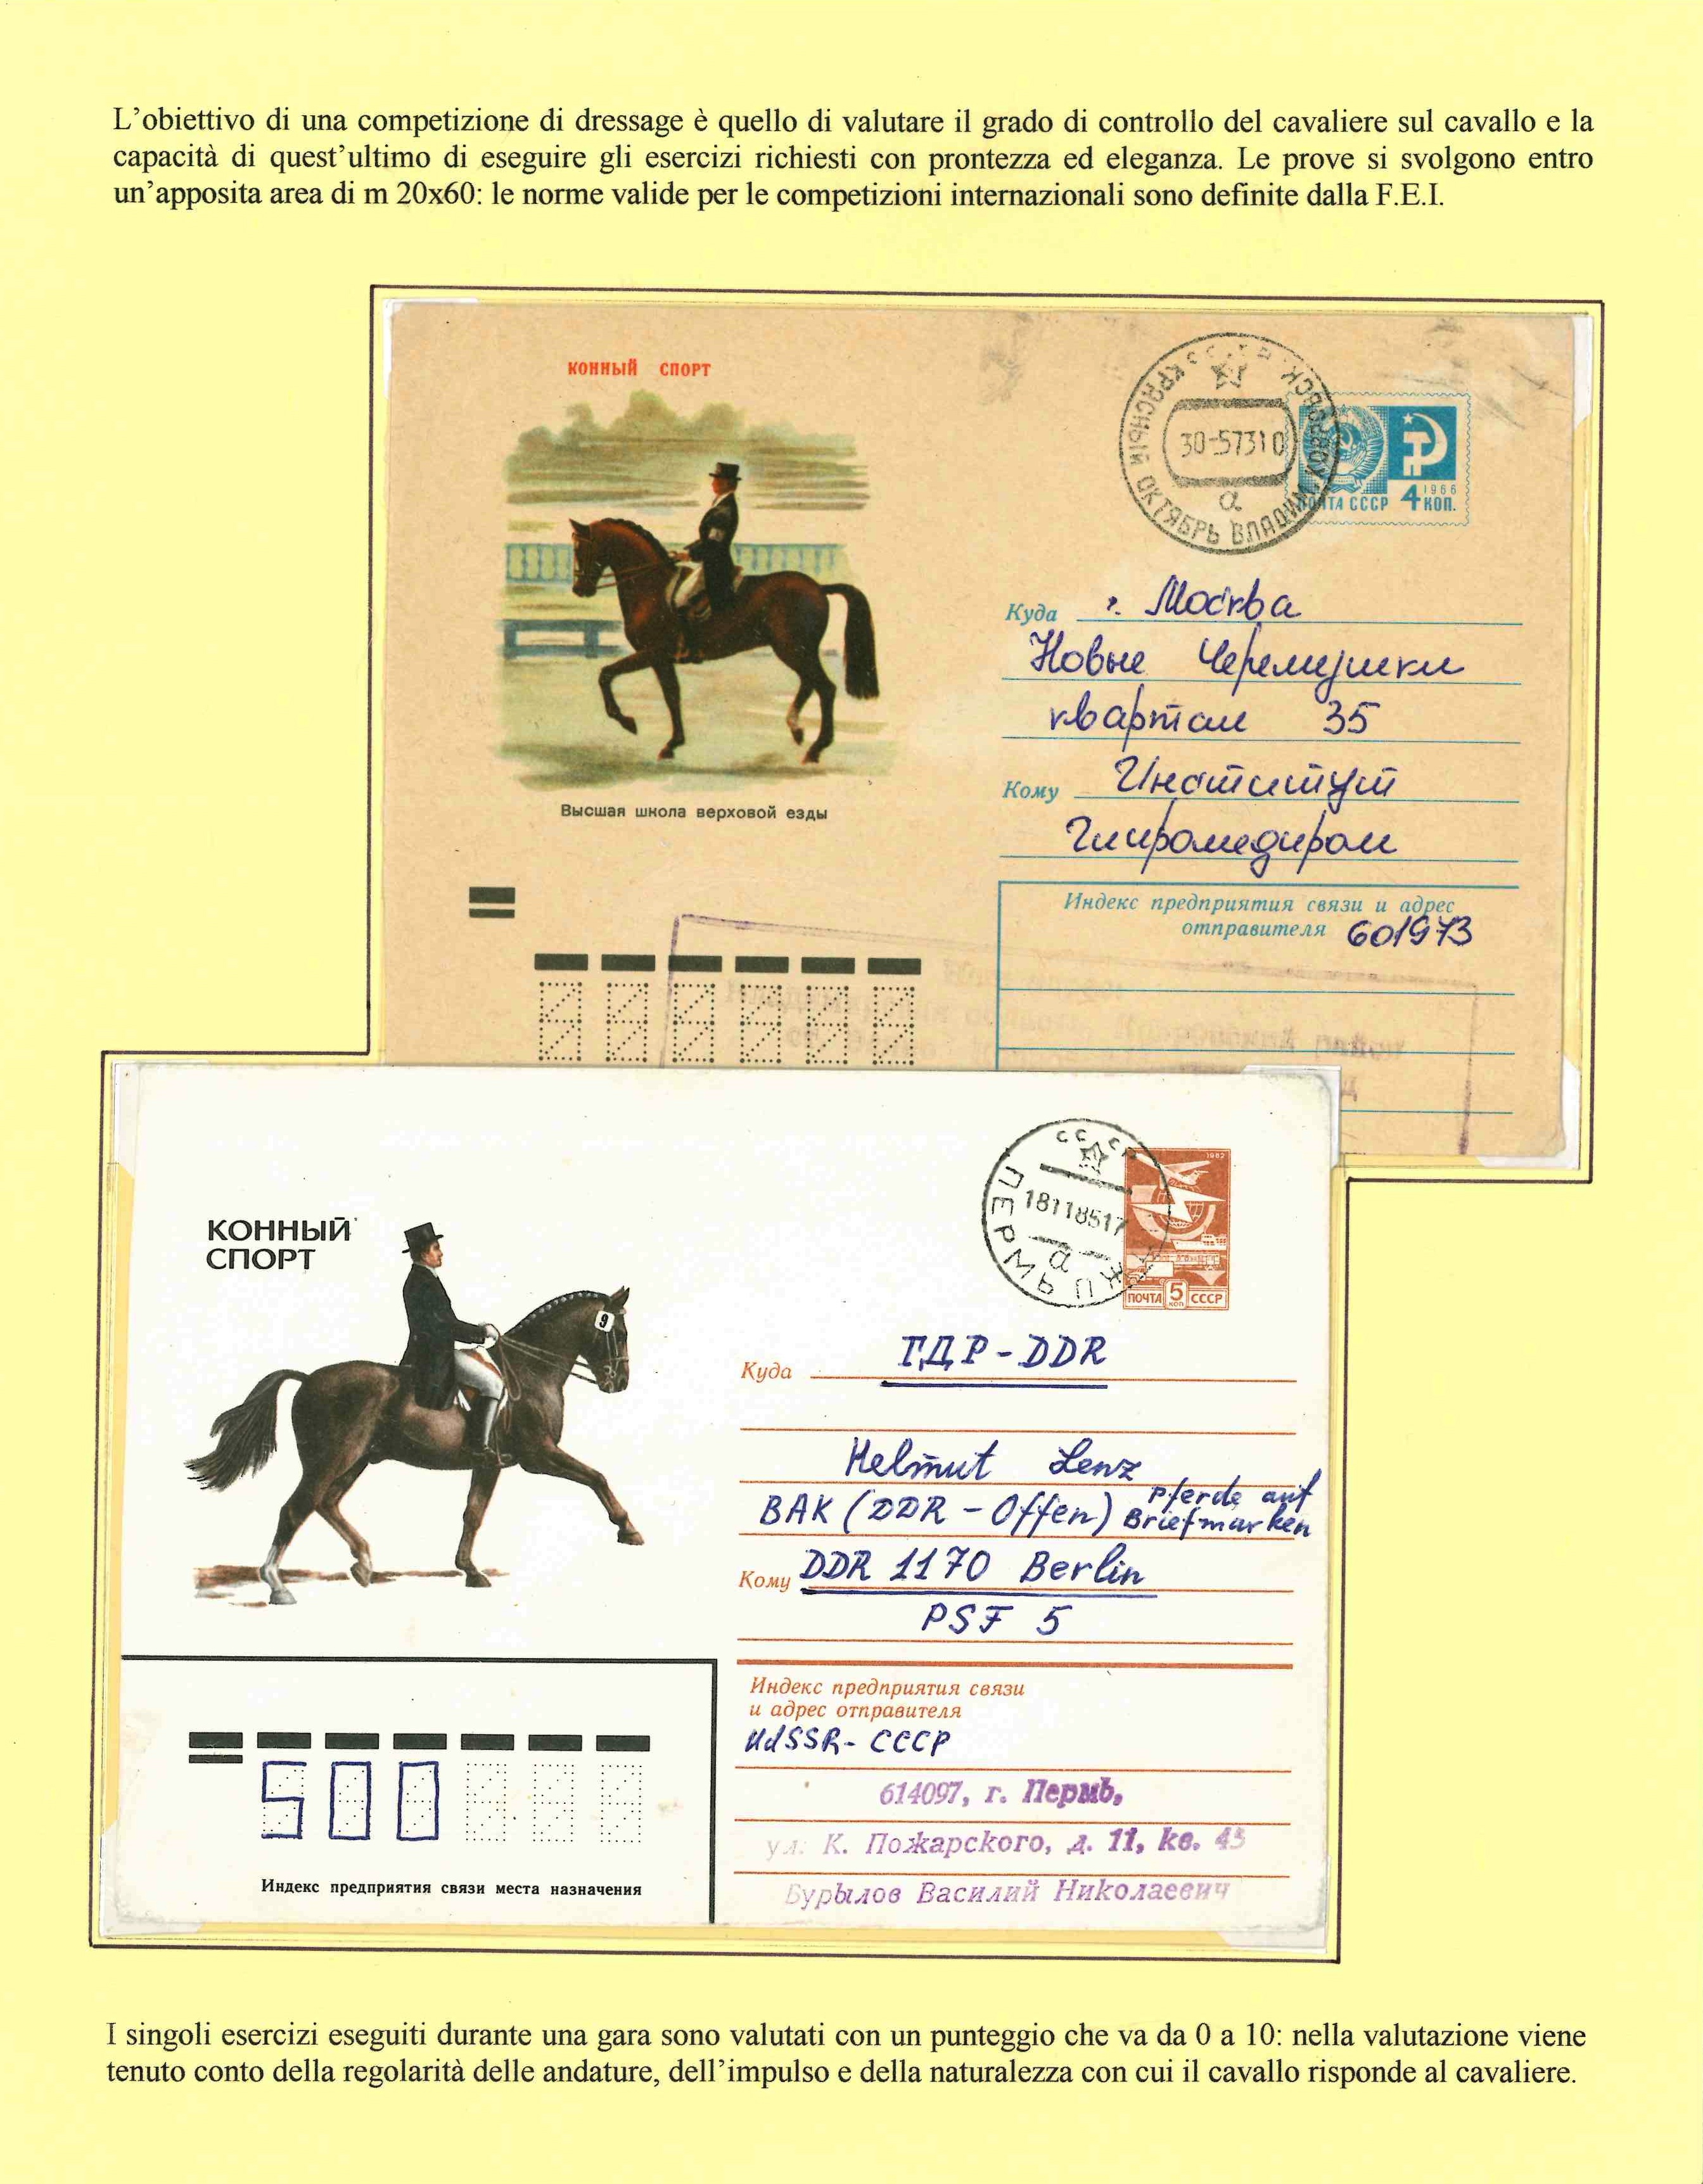 L'obiettivo di una competizione di dressage è quello di valutare il grado di controllo del cavaliere sul cavallo e la
capacità di quest'ultimo di eseguire gli esercizi richiesti con prontezza ed eleganza. Le prove si svolgono entro
un'apposita area di m 20x60: le norme valide per le competizioni internazionali sono definite dalla F.E.I.
КОННЫЙ СПОРТ
СССР
КРАСНЫЙ ОКТЯБРЬ ВЛАДИМ.
30-57310
а
1966
ПОЧТА СССР 4 КОП.
Куда г. Москва
Новые Черемушки
квартал 35
Кому Институт
Гипромедпром
Высшая школа верховой езды
Индекс предприятия связи и адрес
отправителя 601973
КОННЫЙ
СПОРТ
9
СССР
ПЕРМЬ
18118517
а
1982
ПОЧТА 5 КОП СССР
Куда ГДР-DDR
Helmut Lenz
BAK (DDR - Offen) Pferde auf
Briefmarken
Кому DDR 1170 Berlin
PSF 5
Индекс предприятия связи
и адрес отправителя
UdSSR- СССР
614097, г. Пермь,
ул. К. Пожарского, д. 11, кв. 45
Бурылов Василий Николаевич
500
Индекс предприятия связи места назначения
I singoli esercizi eseguiti durante una gara sono valutati con un punteggio che va da 0 a 10: nella valutazione viene
tenuto conto della regolarità delle andature, dell'impulso e della naturalezza con cui il cavallo risponde al cavaliere.